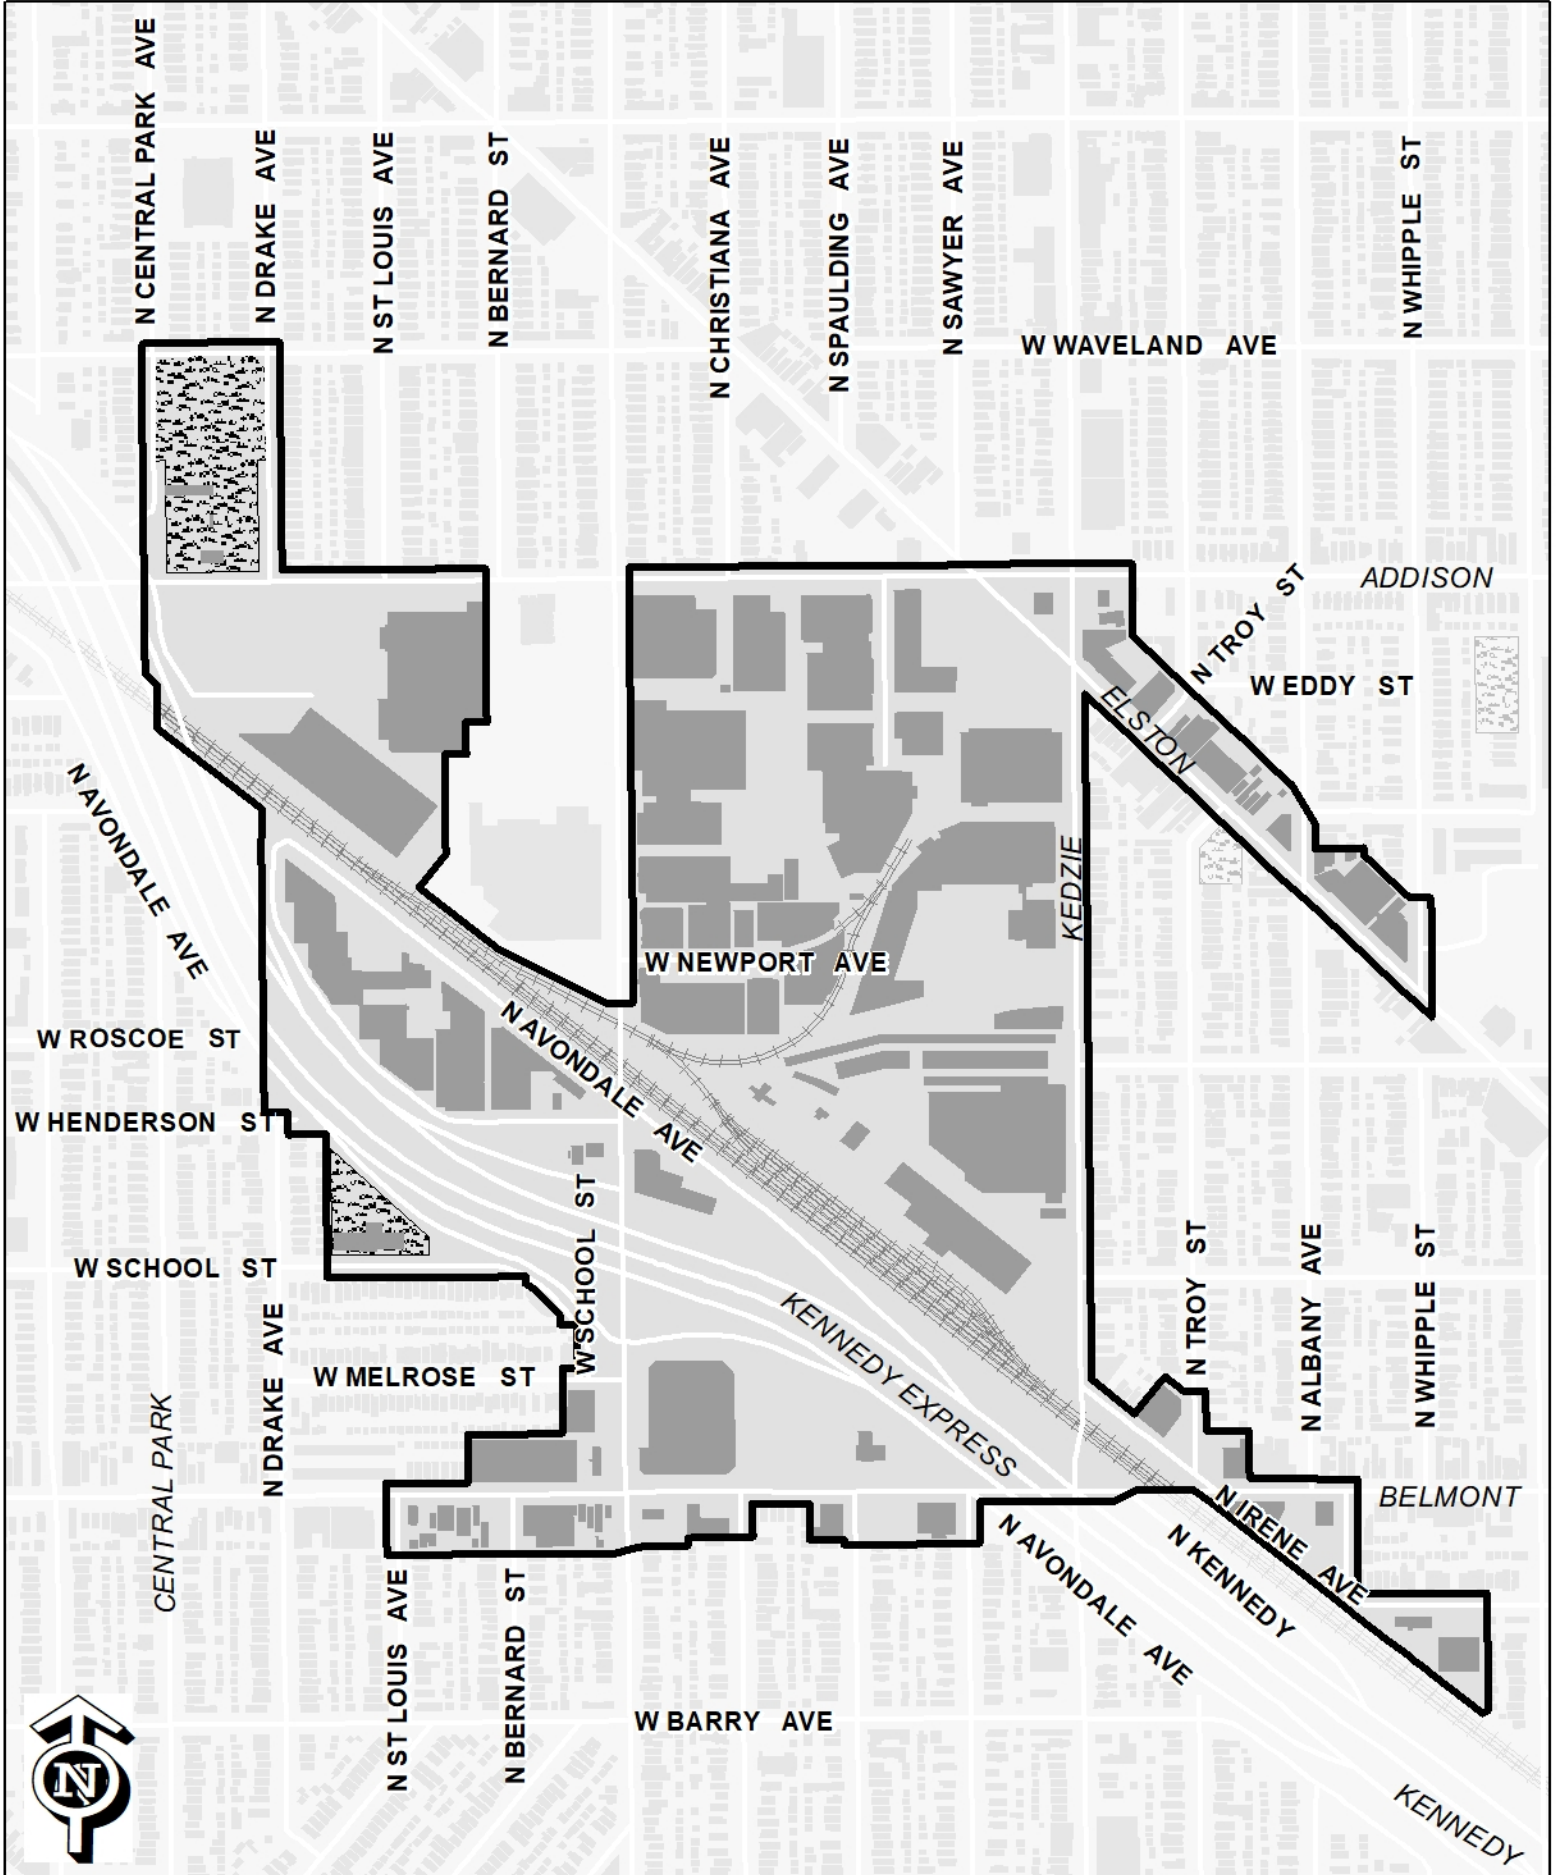 N CENTRAL PARK AVE
N DRAKE AVE
N ST LOUIS AVE
N BERNARD ST
N CHRISTIANA AVE
N SPAULDING AVE
N SAWYER AVE
N WHIPPLE ST
W WAVELAND AVE
ADDISON
N TROY ST
W EDDY ST
ELSTON
N AVONDALE AVE
KEDZIE
W NEWPORT AVE
N AVONDALE AVE
W ROSCOE ST
W HENDERSON ST
W SCHOOL ST
W SCHOOL ST
N DRAKE AVE
W MELROSE ST
CENTRAL PARK
KENNEDY EXPRESS
N TROY ST
N ALBANY AVE
N WHIPPLE ST
BELMONT
N IRENE AVE
N KENNEDY
N AVONDALE AVE
N ST LOUIS AVE
N BERNARD ST
W BARRY AVE
KENNEDY
N